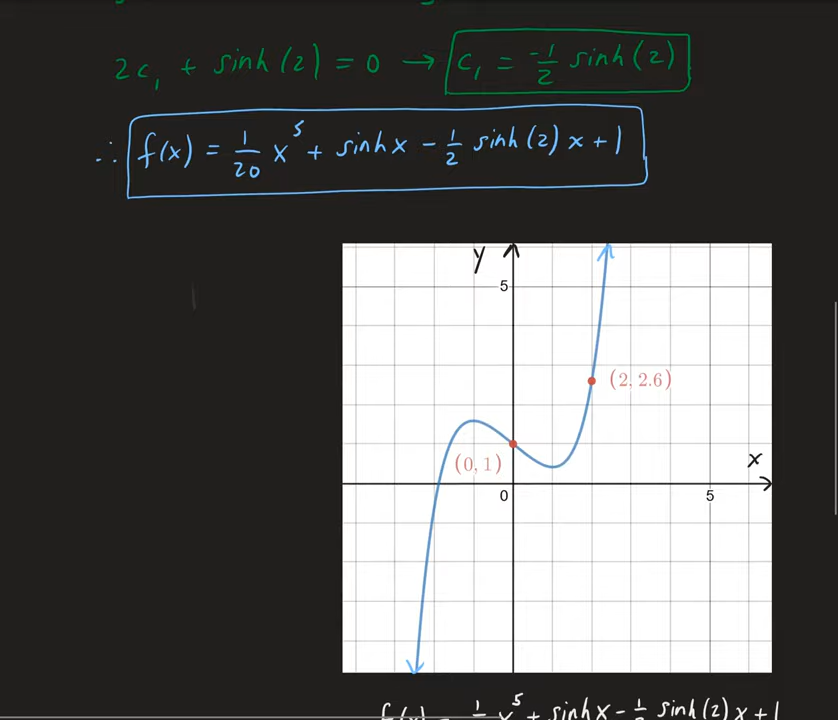 2c₁ + sinh(2) = 0 → c₁ = -1/2 sinh(2)
∴ f(x) = 1/20 x⁵ + sinh x - 1/2 sinh(2) x + 1
y
5
(2, 2.6)
(0, 1)
x
0
5